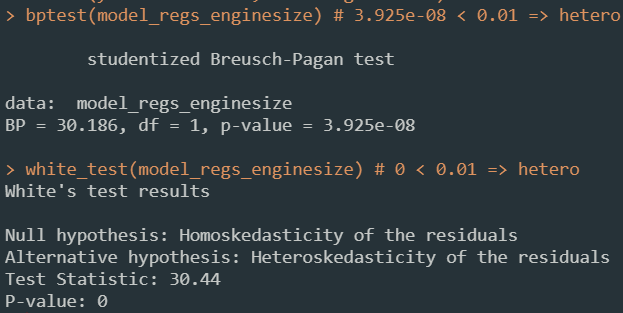 > bptest(model_regs_enginesize) # 3.925e-08 < 0.01 => hetero
studentized Breusch-Pagan test
data: model_regs_enginesize
BP = 30.186, df = 1, p-value = 3.925e-08
> white_test(model_regs_enginesize) # 0 < 0.01 => hetero
White's test results
Null hypothesis: Homoskedasticity of the residuals
Alternative hypothesis: Heteroskedasticity of the residuals
Test Statistic: 30.44
P-value: 0